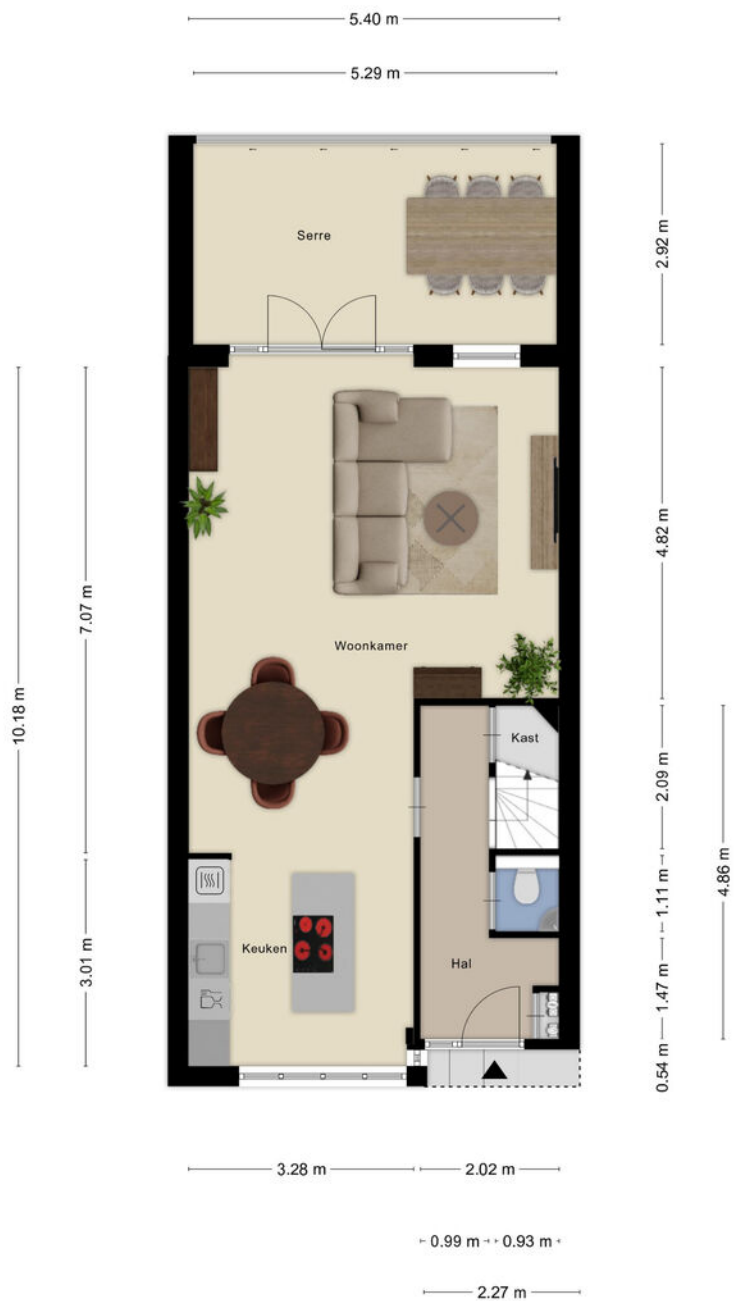 5.40 m
5.29 m
Serre
2.92 m
4.82 m
7.07 m
Woonkamer
10.18 m
Kast
2.09 m
4.86 m
1.11 m
Keuken
Hal
3.01 m
1.47 m
0.54 m
3.28 m
2.02 m
0.99 m
0.93 m
2.27 m